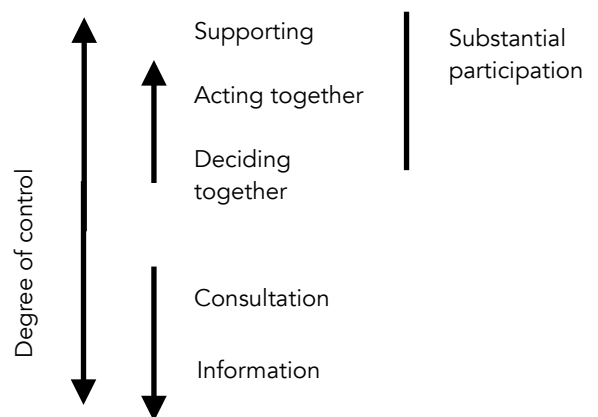 Supporting
Substantial
participation
Acting together
Deciding
together
Degree of control
Consultation
Information